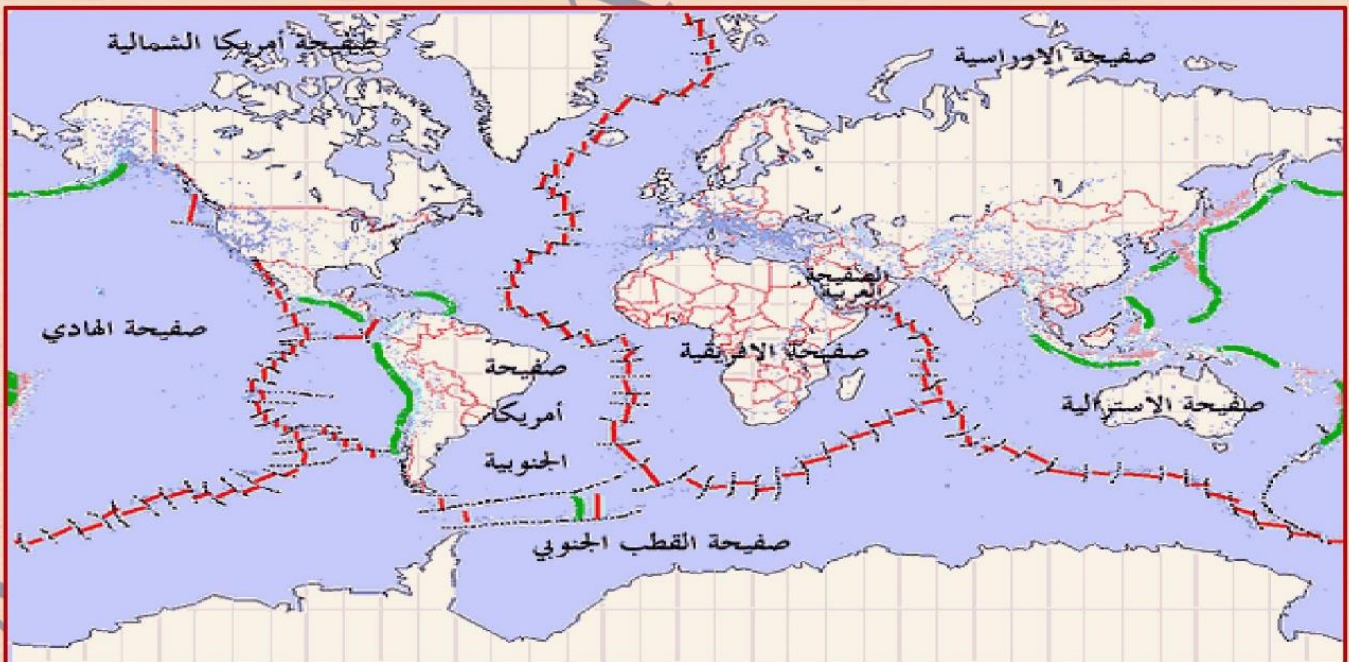 صفيحة أمريكا الشمالية
صفيحة الاوراسية
الصفيحة
العربية
صفيحة الهادي
صفيحة الافريقية
صفيحة
أمريكا
الجنوبية
صفيحة الاسترالية
صفيحة القطب الجنوبي